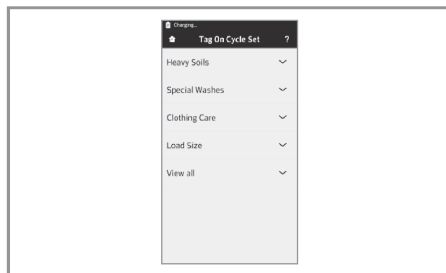 Charging...
Tag On Cycle Set ?
Heavy Soils
Special Washes
Clothing Care
Load Size
View all